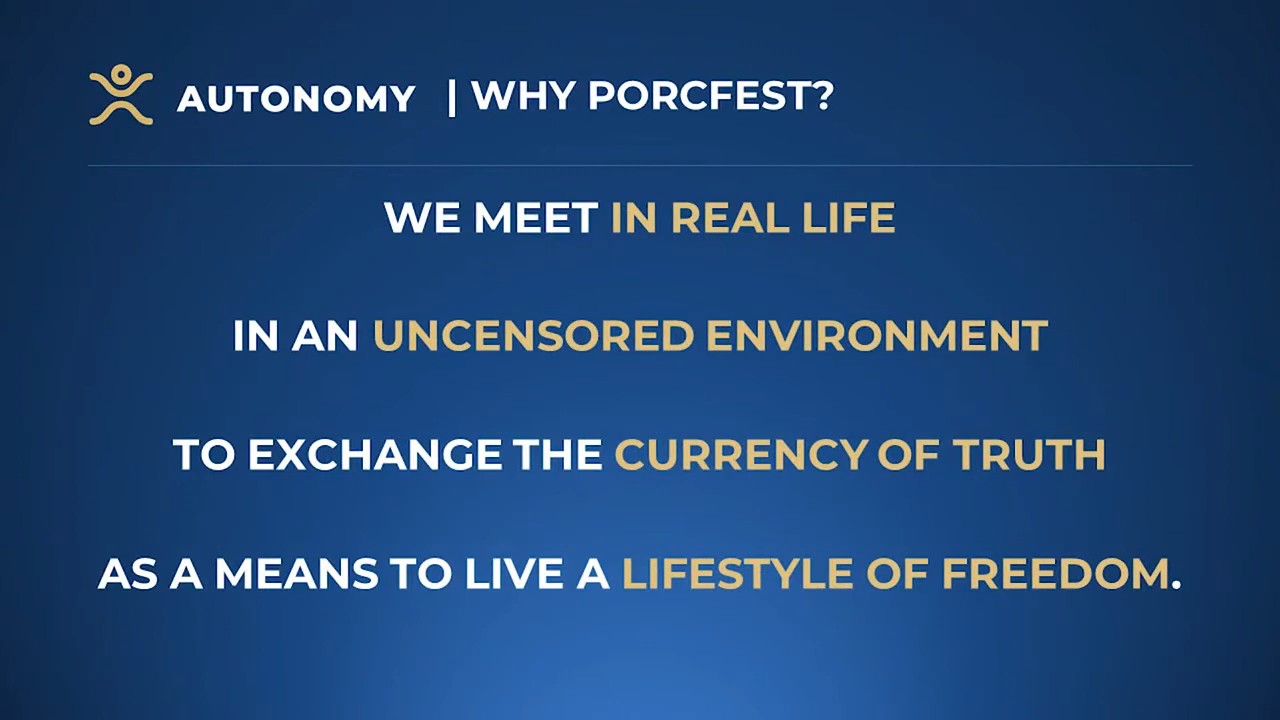 AUTONOMY | WHY PORCFEST?
WE MEET IN REAL LIFE
IN AN UNCENSORED ENVIRONMENT
TO EXCHANGE THE CURRENCY OF TRUTH
AS A MEANS TO LIVE A LIFESTYLE OF FREEDOM.